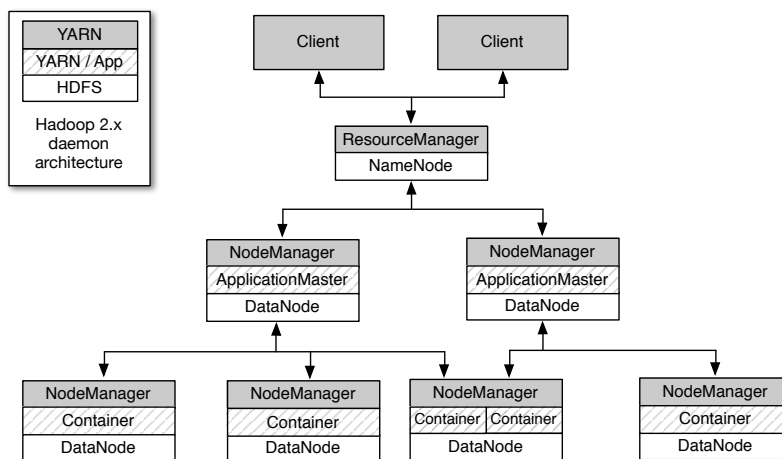 YARN
YARN / App
HDFS
Hadoop 2.x
daemon
architecture
Client
Client
ResourceManager
NameNode
NodeManager
ApplicationMaster
DataNode
NodeManager
ApplicationMaster
DataNode
NodeManager
Container
DataNode
NodeManager
Container
DataNode
NodeManager
Container Container
DataNode
NodeManager
Container
DataNode